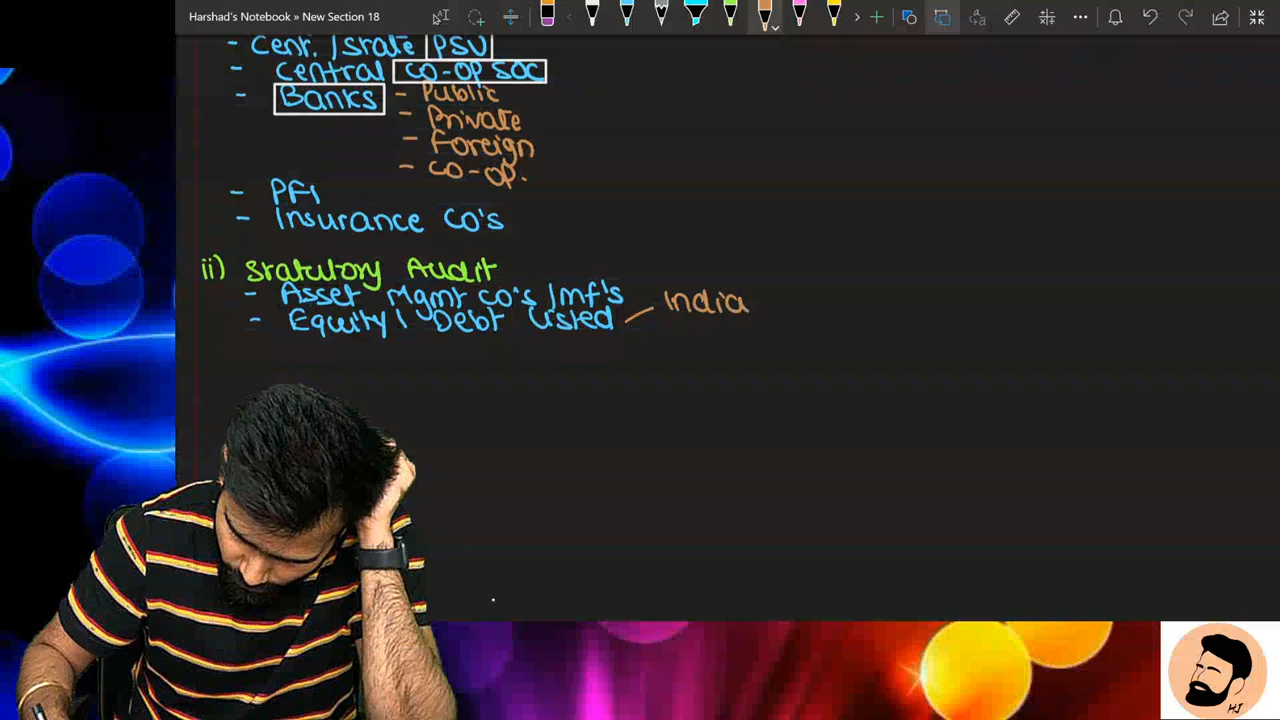 Harshad's Notebook » New Section 18
- Cent. / State PSU
- Central CO-OP SOC
- Banks - Public
- Private
- Foreign
- CO-OP.
- PFI
- Insurance CO's
ii) Statutory Audit
- Asset Mgmt CO's / MF's
- Equity / Debt Listed - India
HJ